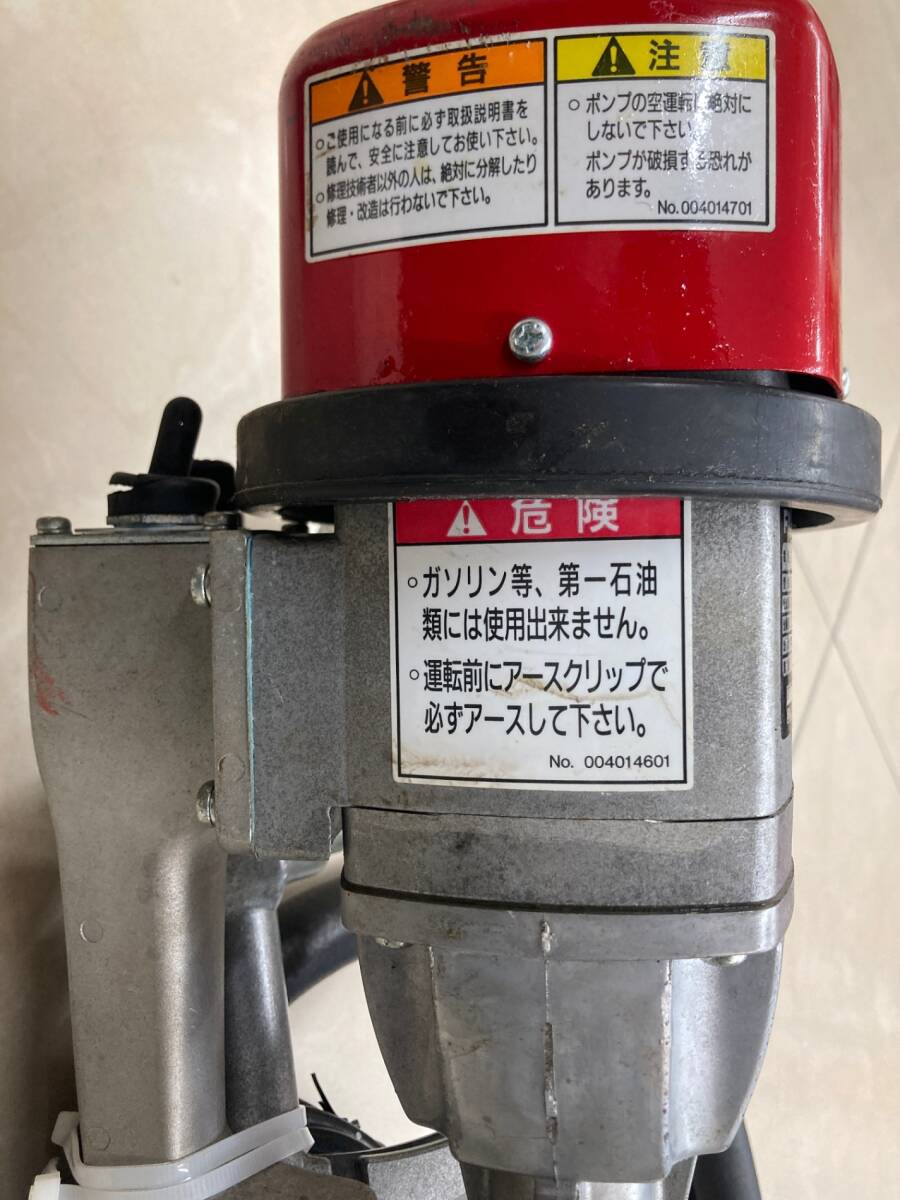 警告
○ご使用になる前に必ず取扱説明書を
読んで、安全に注意してお使い下さい。
○修理技術者以外の人は、絶対に分解したり
修理・改造は行わないで下さい。
注意
○ポンプの空運転は絶対に
しないで下さい。
ポンプが破損する恐れが
あります。
No.004014701
危険
○ガソリン等、第一石油
類には使用出来ません。
○運転前にアースクリップで
必ずアースして下さい。
No. 004014601